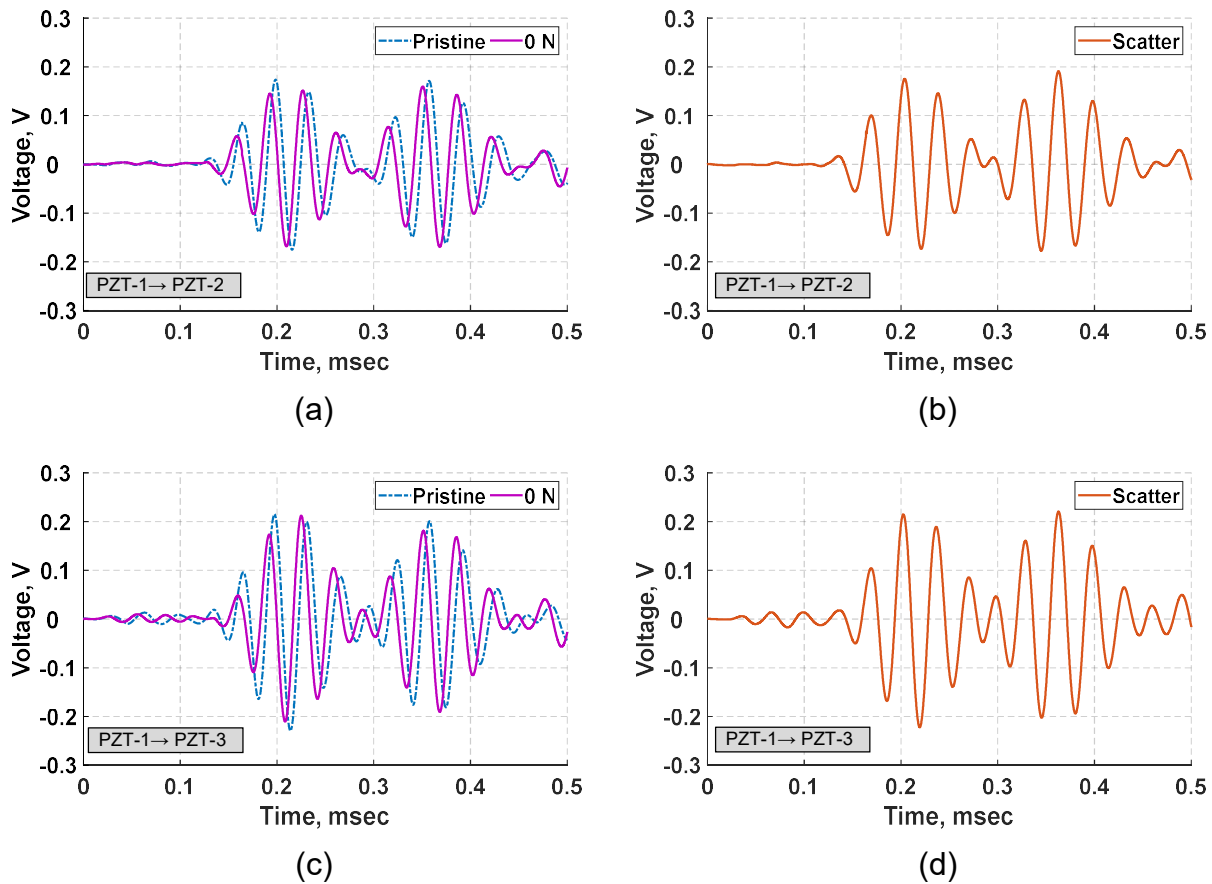 0.3
0.2
0.1
0
-0.1
-0.2
-0.3
Voltage, V
Pristine 0 N
PZT-1→ PZT-2
0 0.1 0.2 0.3 0.4 0.5
Time, msec
(a)
0.3
0.2
0.1
0
-0.1
-0.2
-0.3
Voltage, V
Scatter
PZT-1→ PZT-2
0 0.1 0.2 0.3 0.4 0.5
Time, msec
(b)
0.3
0.2
0.1
0
-0.1
-0.2
-0.3
Voltage, V
Pristine 0 N
PZT-1→ PZT-3
0 0.1 0.2 0.3 0.4 0.5
Time, msec
(c)
0.3
0.2
0.1
0
-0.1
-0.2
-0.3
Voltage, V
Scatter
PZT-1→ PZT-3
0 0.1 0.2 0.3 0.4 0.5
Time, msec
(d)